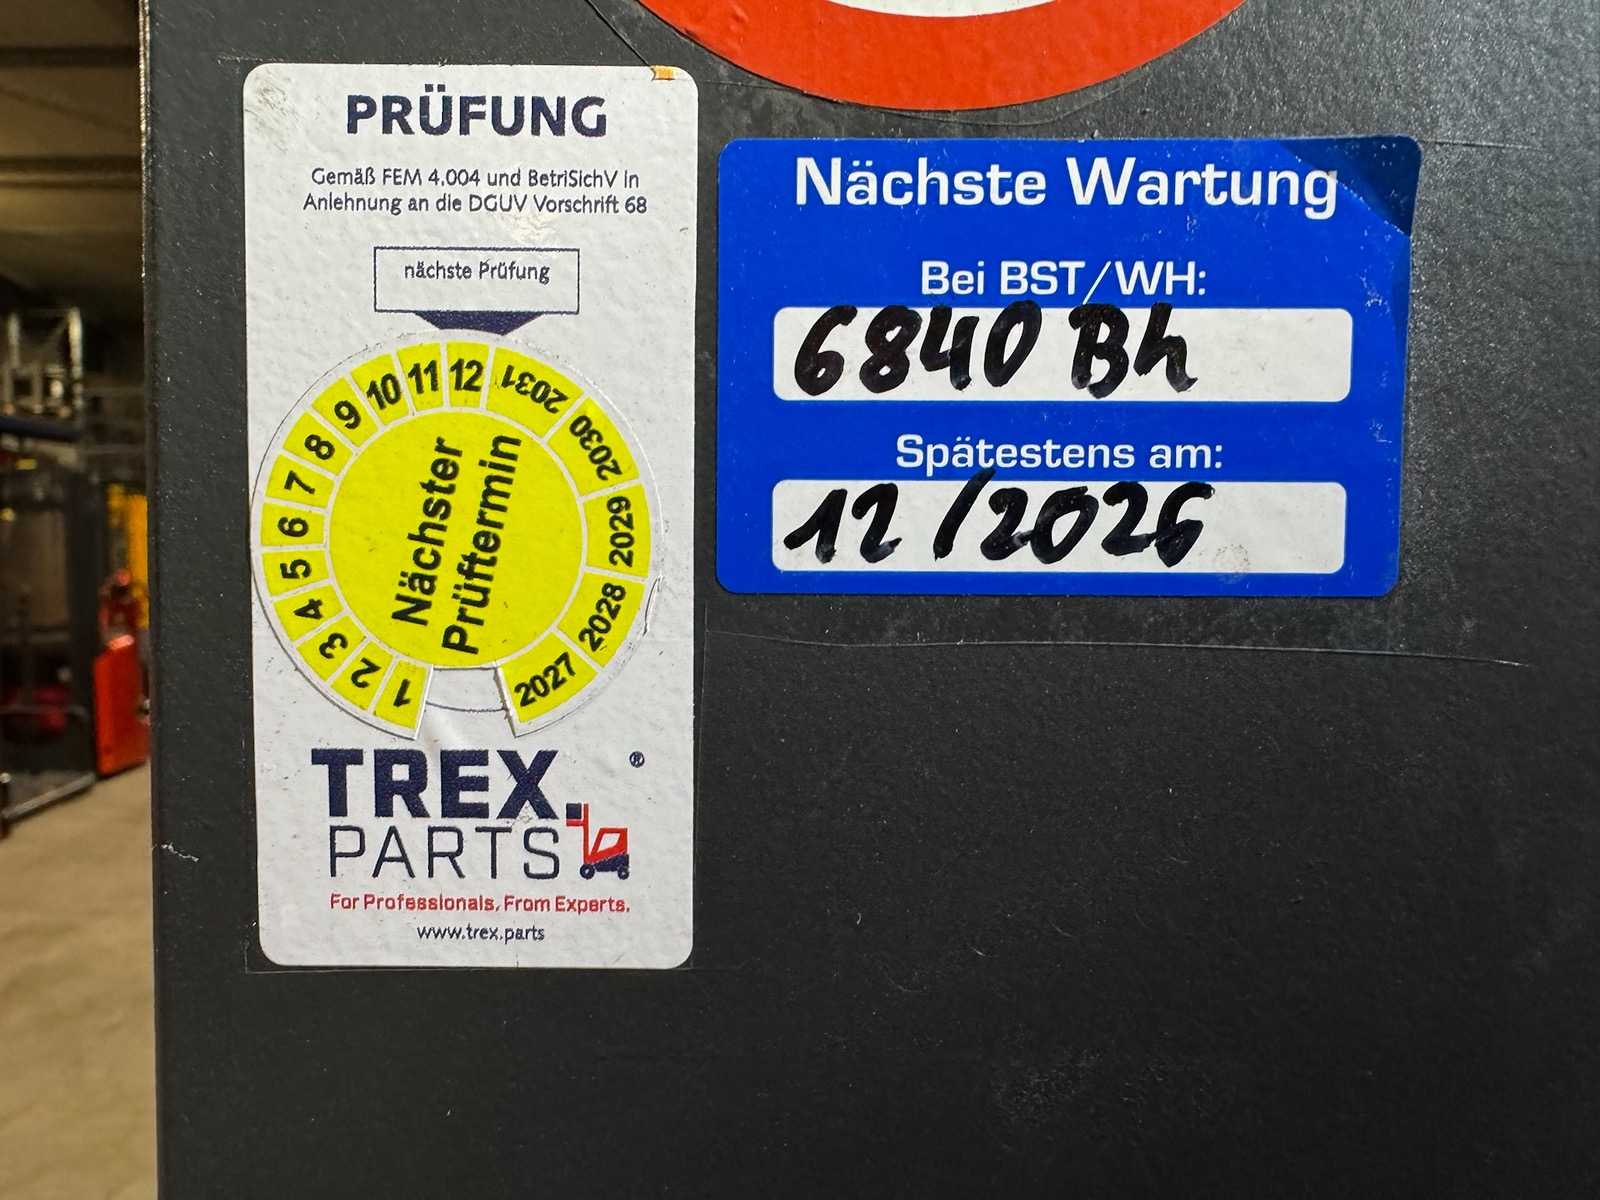 PRÜFUNG
Gemäß FEM 4.004 und BetrSichV in
Anlehnung an die DGUV Vorschrift 68
nächste Prüfung
1 2 3 4 5 6 7 8 9 10 11 12 2031 2030 2029 2028 2027
Nächster
Prüftermin
TREX.®
PARTS
For Professionals. From Experts.
www.trex.parts
Nächste Wartung
Bei BST/WH:
6840 Bh
Spätestens am:
12/2026